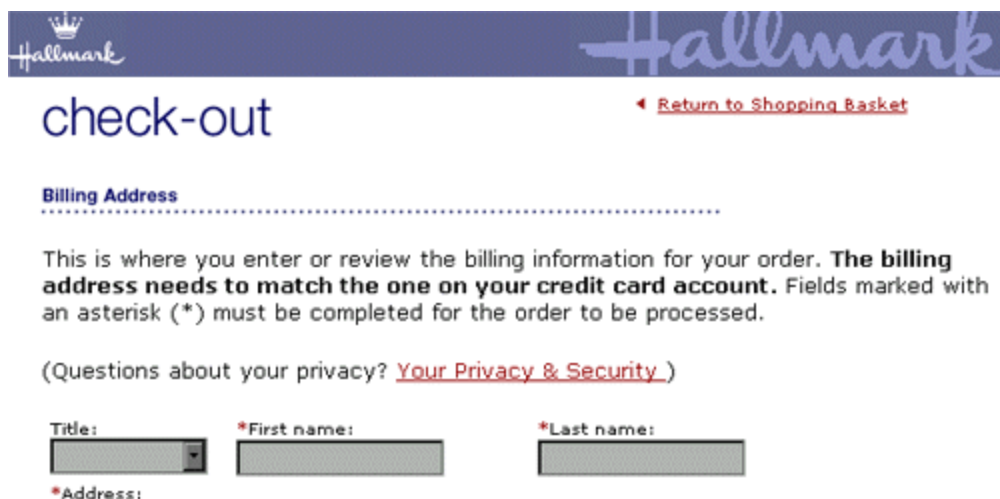 Hallmark
Hallmark
check-out
Return to Shopping Basket
Billing Address
This is where you enter or review the billing information for your order. The billing
address needs to match the one on your credit card account. Fields marked with
an asterisk (*) must be completed for the order to be processed.
(Questions about your privacy? Your Privacy & Security )
Title: *First name: *Last name:
*Address: